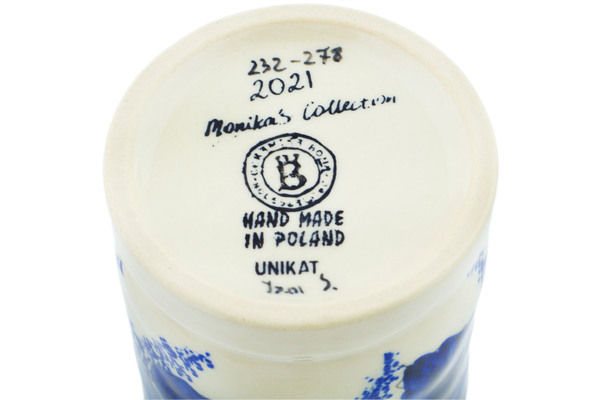 232-278
2021
Monika's Collection
B
HAND MADE
IN POLAND
UNIKAT
S.